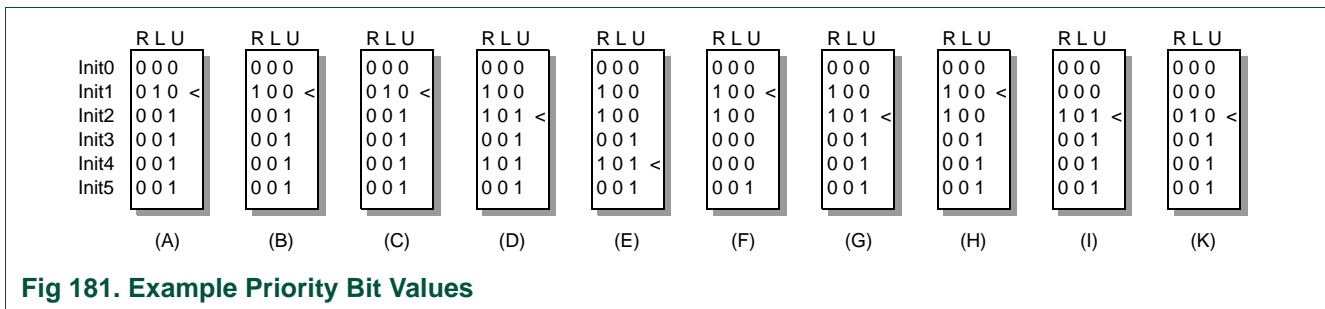 R L U R L U R L U R L U R L U R L U R L U R L U R L U R L U
Init0 0 0 0 0 0 0 0 0 0 0 0 0 0 0 0 0 0 0 0 0 0 0 0 0 0 0 0 0 0 0
Init1 0 1 0 < 1 0 0 < 0 1 0 < 1 0 0 1 0 0 1 0 0 < 1 0 0 1 0 0 < 0 0 0 0 0 0
Init2 0 0 1 0 0 1 0 0 1 1 0 1 < 1 0 0 1 0 0 1 0 1 < 1 0 0 1 0 1 < 0 1 0 <
Init3 0 0 1 0 0 1 0 0 1 0 0 1 0 0 1 0 0 0 0 0 1 0 0 1 0 0 1 0 0 1
Init4 0 0 1 0 0 1 0 0 1 1 0 1 1 0 1 < 0 0 0 0 0 1 0 0 1 0 0 1 0 0 1
Init5 0 0 1 0 0 1 0 0 1 0 0 1 0 0 1 0 0 1 0 0 1 0 0 1 0 0 1 0 0 1
(A) (B) (C) (D) (E) (F) (G) (H) (I) (K)
Fig 181. Example Priority Bit Values